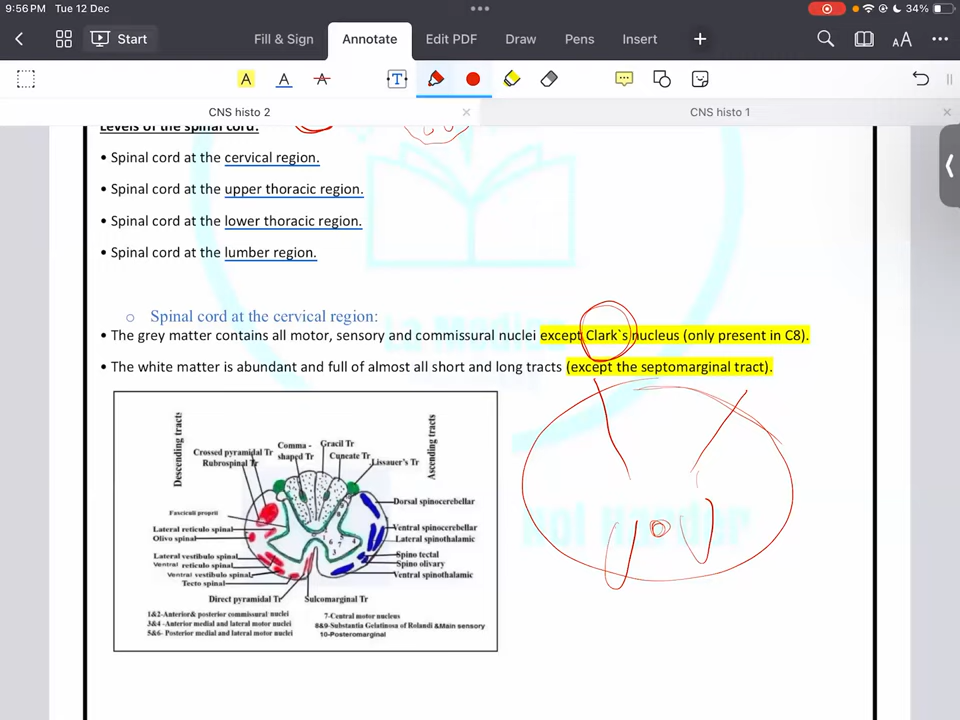 9:56 PM Tue 12 Dec
34%
Start
Fill & Sign
Annotate
Edit PDF
Draw
Pens
Insert
CNS histo 2
CNS histo 1
Levels of the spinal cord:
• Spinal cord at the cervical region.
• Spinal cord at the upper thoracic region.
• Spinal cord at the lower thoracic region.
• Spinal cord at the lumber region.
o Spinal cord at the cervical region:
• The grey matter contains all motor, sensory and commissural nuclei except Clark`s nucleus (only present in C8).
• The white matter is abundant and full of almost all short and long tracts (except the septomarginal tract).
Descending tracts
Ascending tracts
Crossed pyramidal Tr
Rubrospinal Tr
Comma - shaped Tr
Gracil Tr
Cuneate Tr
Lissauer's Tr
Fasciculi proprii
Lateral reticulo spinal
Olivo spinal
Lateral vestibulo spinal
Ventral reticulo spinal
Ventral vestibulo spinal
Tecto spinal
Dorsal spinocerebellar
Ventral spinocerebellar
Lateral spinothalamic
Spino tectal
Spino olivary
Ventral spinothalamic
Direct pyramidal Tr
Sulcomarginal Tr
1&2-Anterior& posterior commissural nuclei
3&4 -Anterior medial and lateral motor nuclei
5&6- Posterior medial and lateral motor nuclei
7-Central motor nucleus
8&9-Substantia Gelatinosa of Rolandi &Main sensory
10-Posteromarginal